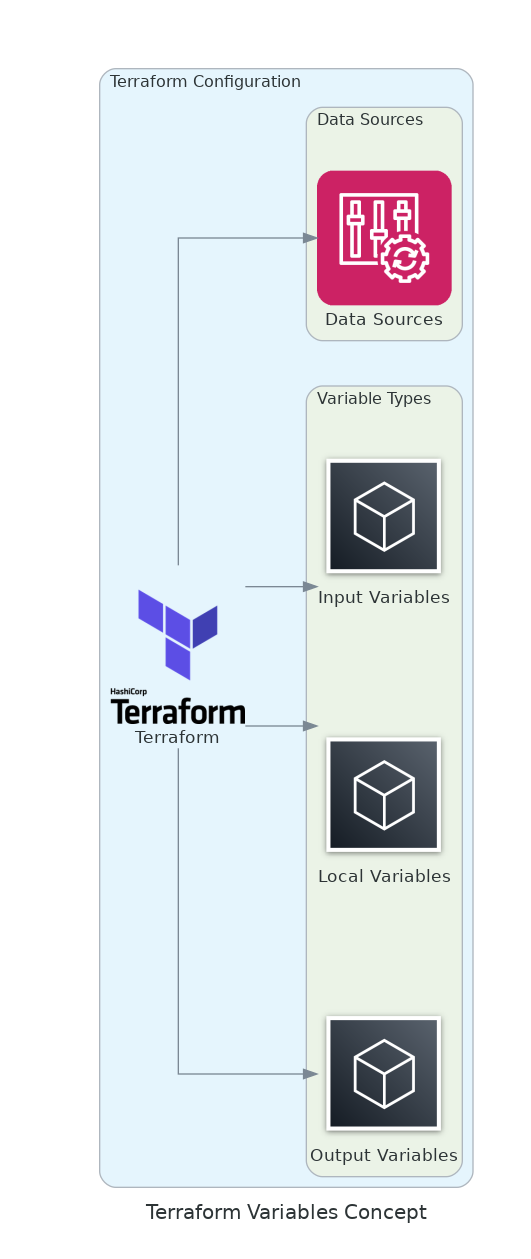 Terraform Configuration
Data Sources
Data Sources
Variable Types
Input Variables
HashiCorp
Terraform
Terraform
Local Variables
Output Variables
Terraform Variables Concept